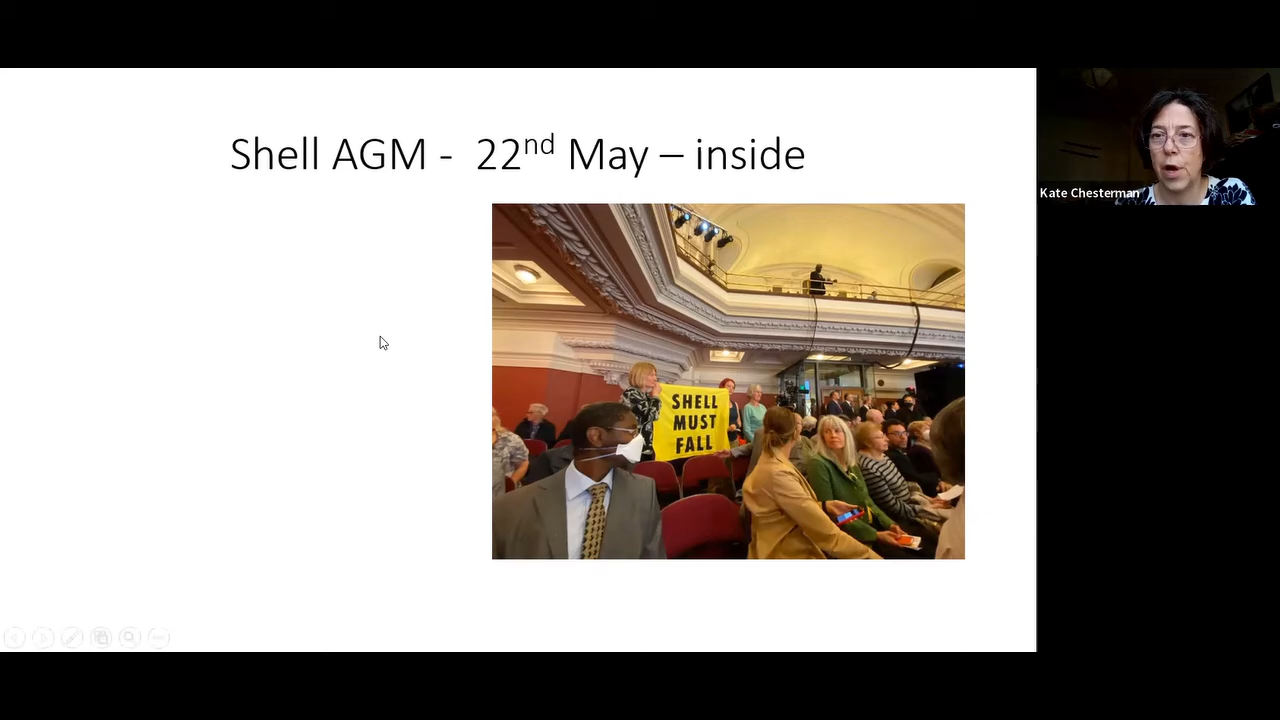 Shell AGM - 22nd May – inside
SHELL
MUST
FALL
Kate Chesterman